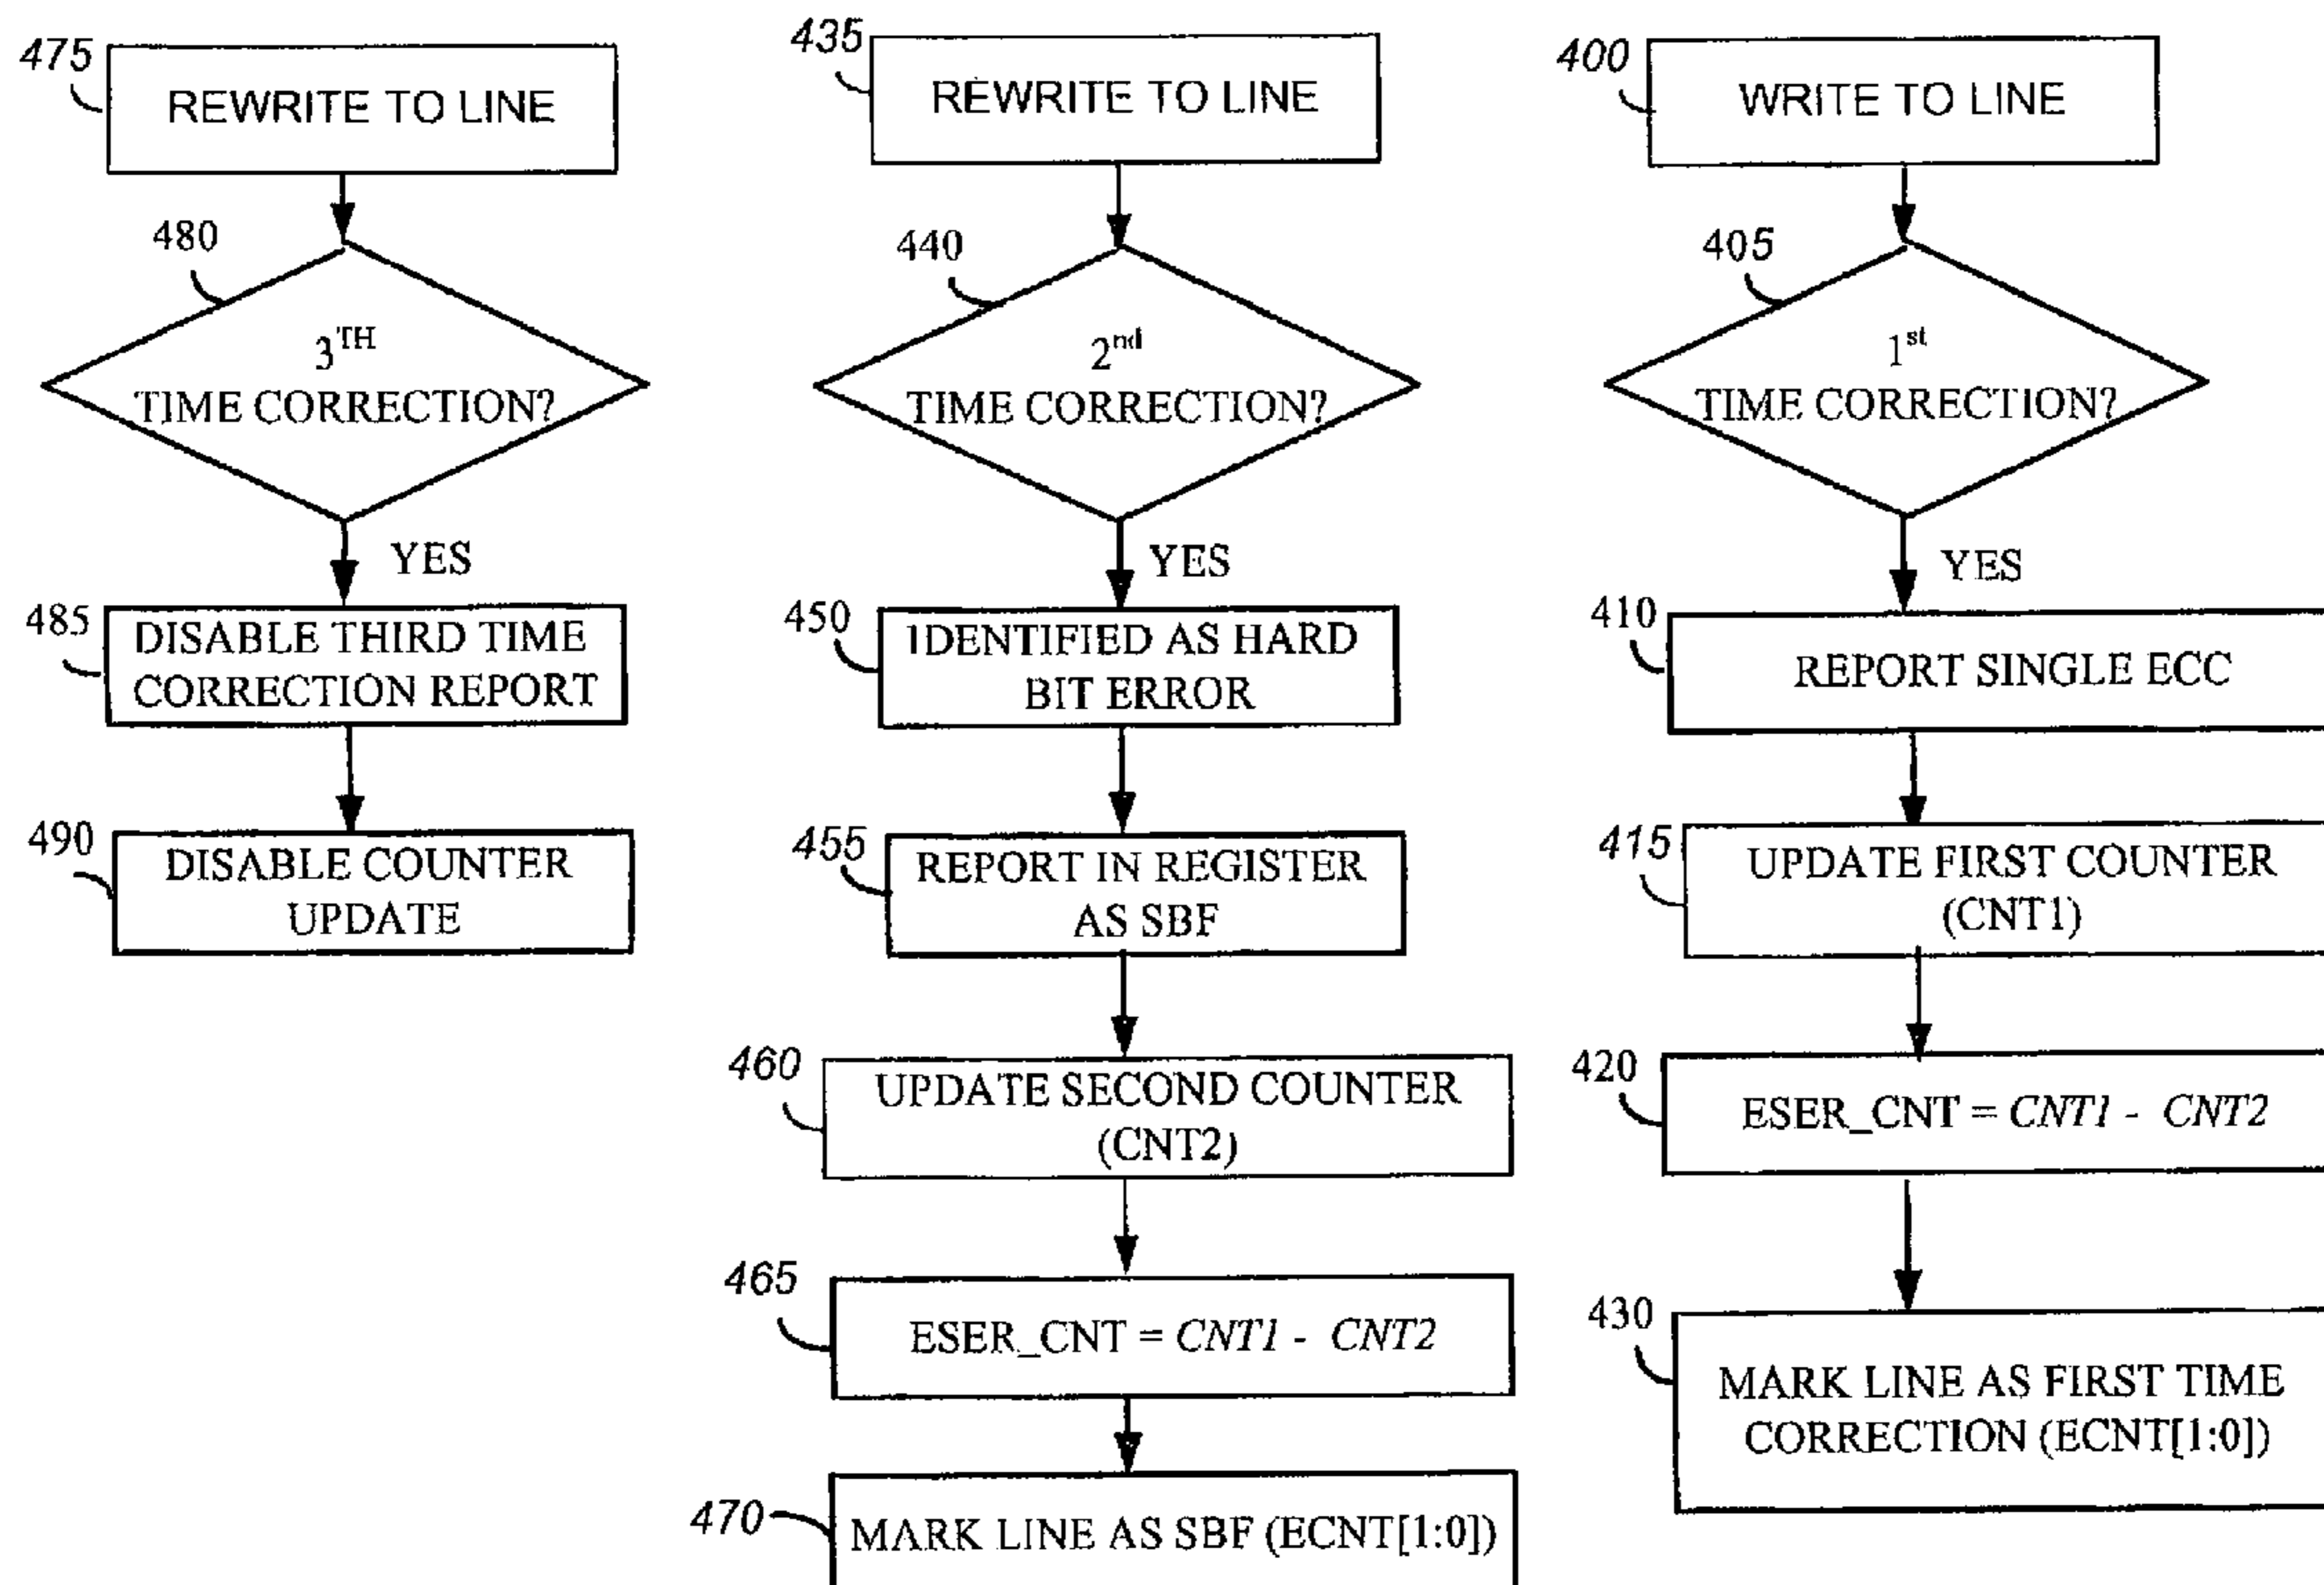 475
REWRITE TO LINE
480
3TH
TIME CORRECTION?
YES
485
DISABLE THIRD TIME
CORRECTION REPORT
490
DISABLE COUNTER
UPDATE
435
REWRITE TO LINE
440
2nd
TIME CORRECTION?
YES
450
IDENTIFIED AS HARD
BIT ERROR
455
REPORT IN REGISTER
AS SBF
460
UPDATE SECOND COUNTER
(CNT2)
465
ESER_CNT = CNT1 - CNT2
470
MARK LINE AS SBF (ECNT[1:0])
400
WRITE TO LINE
405
1st
TIME CORRECTION?
YES
410
REPORT SINGLE ECC
415
UPDATE FIRST COUNTER
(CNT1)
420
ESER_CNT = CNT1 - CNT2
430
MARK LINE AS FIRST TIME
CORRECTION (ECNT[1:0])